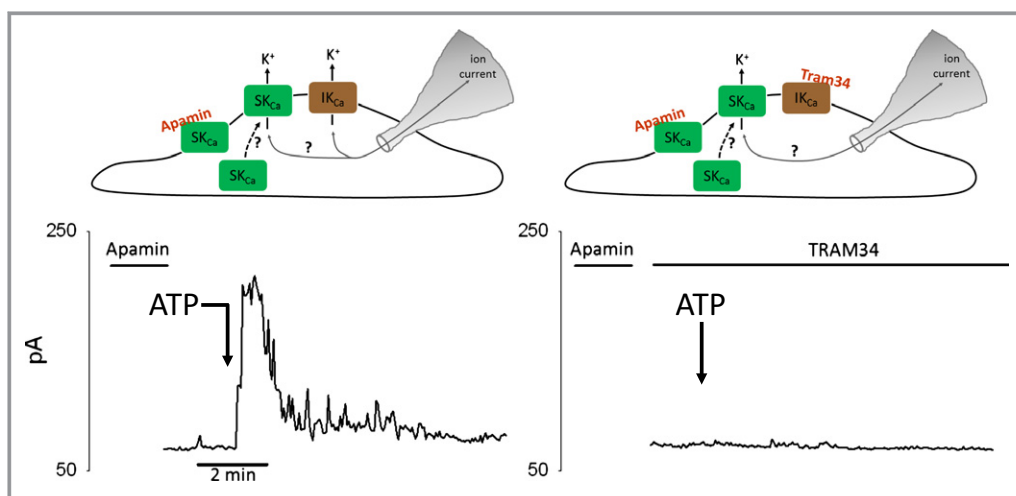 K+ K+
ion
current
SKCa IKCa
Apamin
SKCa
? ?
SKCa
K+
ion
current
Tram34
SKCa IKCa
Apamin
SKCa
? ?
SKCa
250
Apamin
ATP
pA
2 min
50
250
Apamin TRAM34
ATP
50